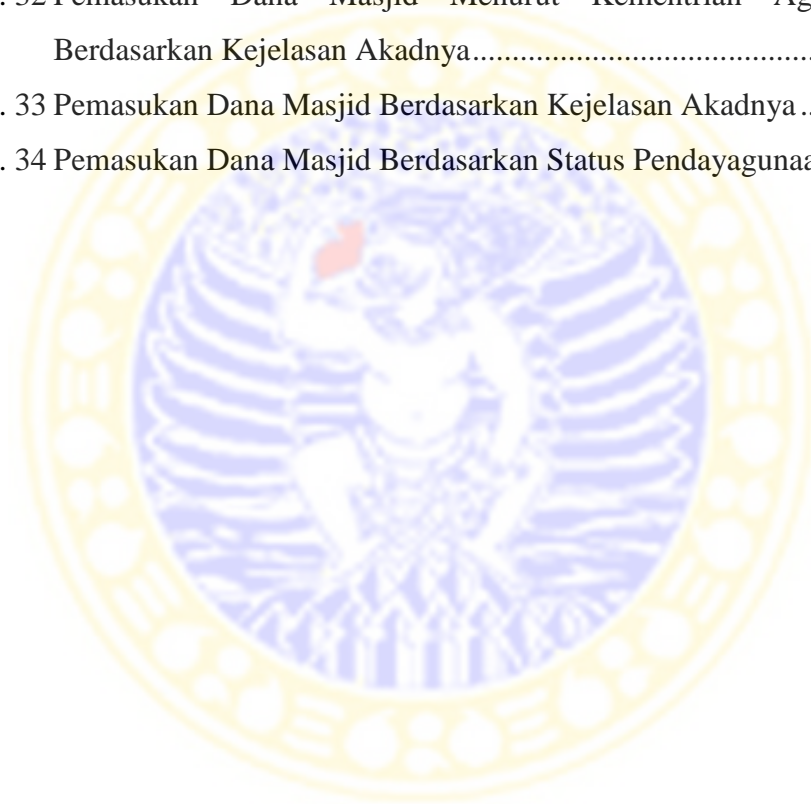 . 32 Pemasukan Dana Masjid Menurut Kementrian Ag
Berdasarkan Kejelasan Akadnya........................................
. 33 Pemasukan Dana Masjid Berdasarkan Kejelasan Akadnya ..
. 34 Pemasukan Dana Masjid Berdasarkan Status Pendayaguna